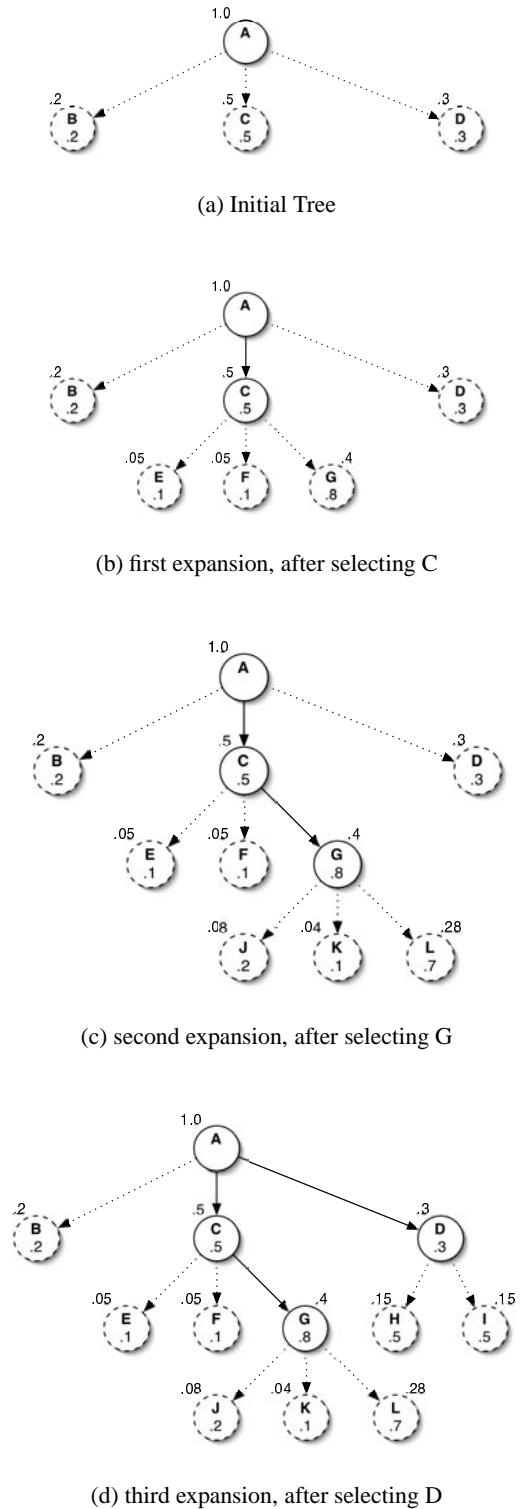 1.0
A
.2 .5 .3
B C D
.2 .5 .3
(a) Initial Tree
1.0
A
.2 .5 .3
B C D
.2 .5 .3
.05 .05 .4
E F G
.1 .1 .8
(b) first expansion, after selecting C
1.0
A
.2 .5 .3
B C D
.2 .5 .3
.05 .05 .4
E F G
.1 .1 .8
.08 .04 .28
J K L
.2 .1 .7
(c) second expansion, after selecting G
1.0
A
.2 .5 .3
B C D
.2 .5 .3
.05 .05 .4 .15 .15
E F G H I
.1 .1 .8 .5 .5
.08 .04 .28
J K L
.2 .1 .7
(d) third expansion, after selecting D